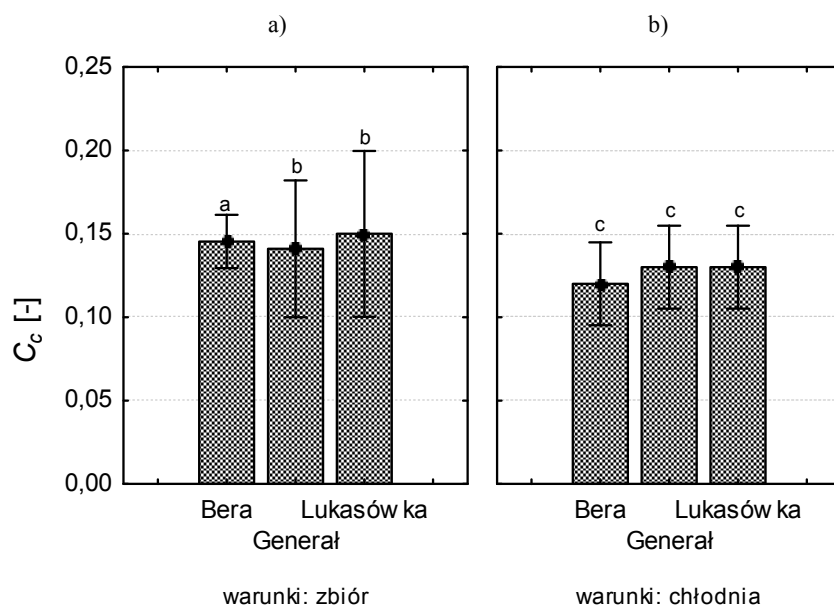 a)
b)
C_c [-]
0,25
0,20
0,15
0,10
0,05
0,00
a
b
b
c
c
c
Bera
Lukasów ka
Generał
Bera
Lukasów ka
Generał
warunki: zbiór
warunki: chłodnia